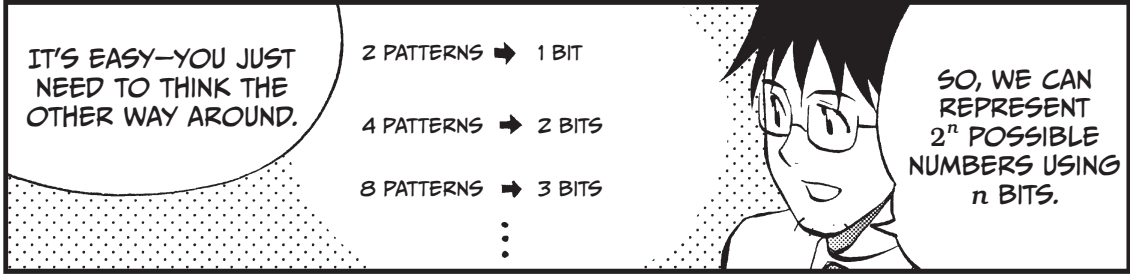 IT'S EASY—YOU JUST
NEED TO THINK THE
OTHER WAY AROUND.
2 PATTERNS ➡ 1 BIT
4 PATTERNS ➡ 2 BITS
8 PATTERNS ➡ 3 BITS
SO, WE CAN
REPRESENT
2ⁿ POSSIBLE
NUMBERS USING
n BITS.